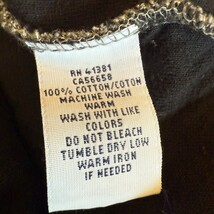 RN 41381
CA56658
100% COTTON/COTON
MACHINE WASH
WARM
WASH WITH LIKE
COLORS
DO NOT BLEACH
TUMBLE DRY LOW
WARM IRON
IF NEEDED